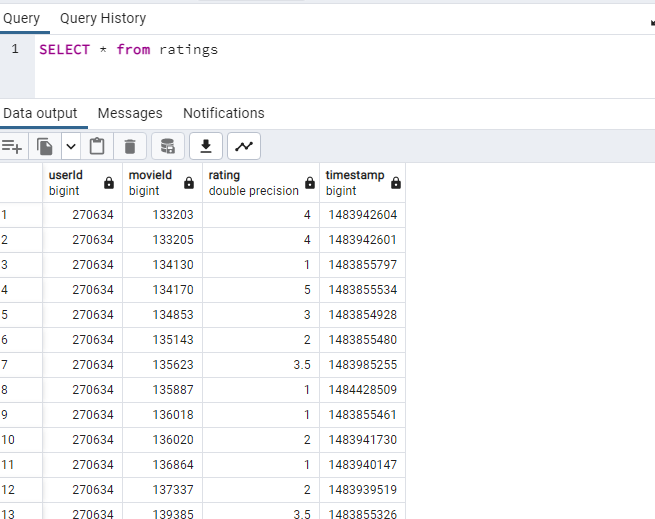 Query Query History
1 SELECT * from ratings
Data output Messages Notifications
userId movieId rating timestamp
bigint bigint double precision bigint
1 270634 133203 4 1483942604
2 270634 133205 4 1483942601
3 270634 134130 1 1483855797
4 270634 134170 5 1483855534
5 270634 134853 3 1483854928
6 270634 135143 2 1483855480
7 270634 135623 3.5 1483985255
8 270634 135887 1 1484428509
9 270634 136018 1 1483855461
10 270634 136020 2 1483941730
11 270634 136864 1 1483940147
12 270634 137337 2 1483939519
13 270634 139385 3.5 1483855326